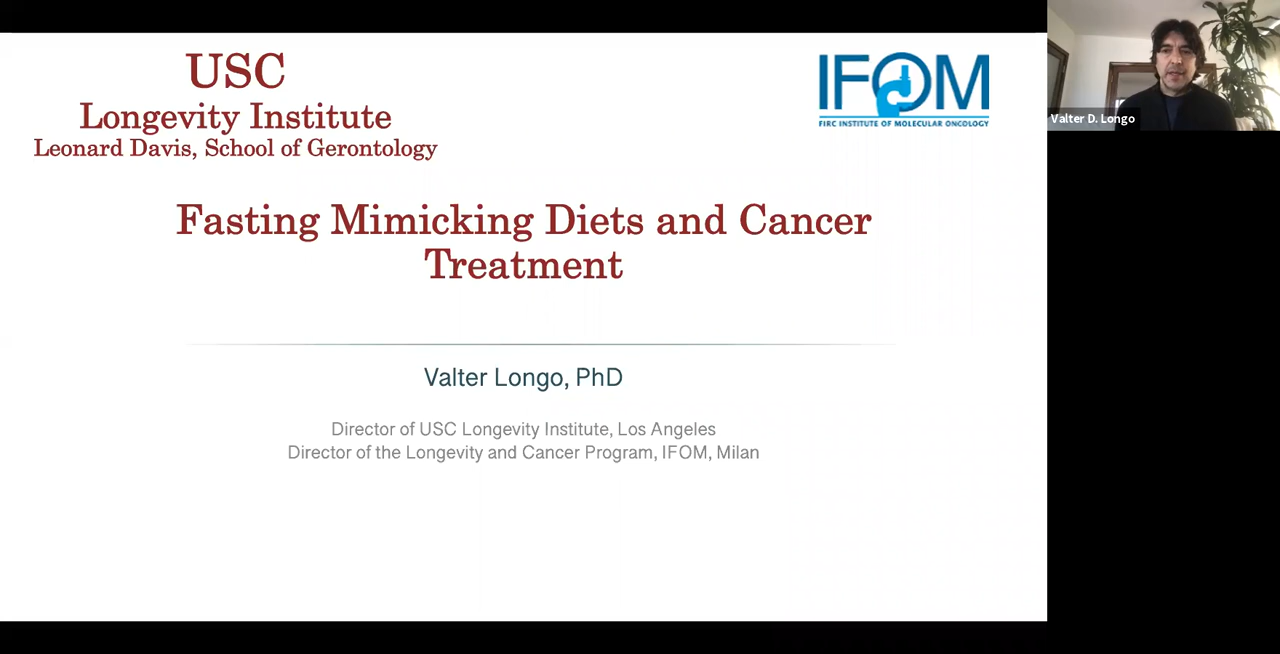 USC
Longevity Institute
Leonard Davis, School of Gerontology
IFOM
FIRC INSTITUTE OF MOLECULAR ONCOLOGY
Valter D. Longo
Fasting Mimicking Diets and Cancer
Treatment
Valter Longo, PhD
Director of USC Longevity Institute, Los Angeles
Director of the Longevity and Cancer Program, IFOM, Milan